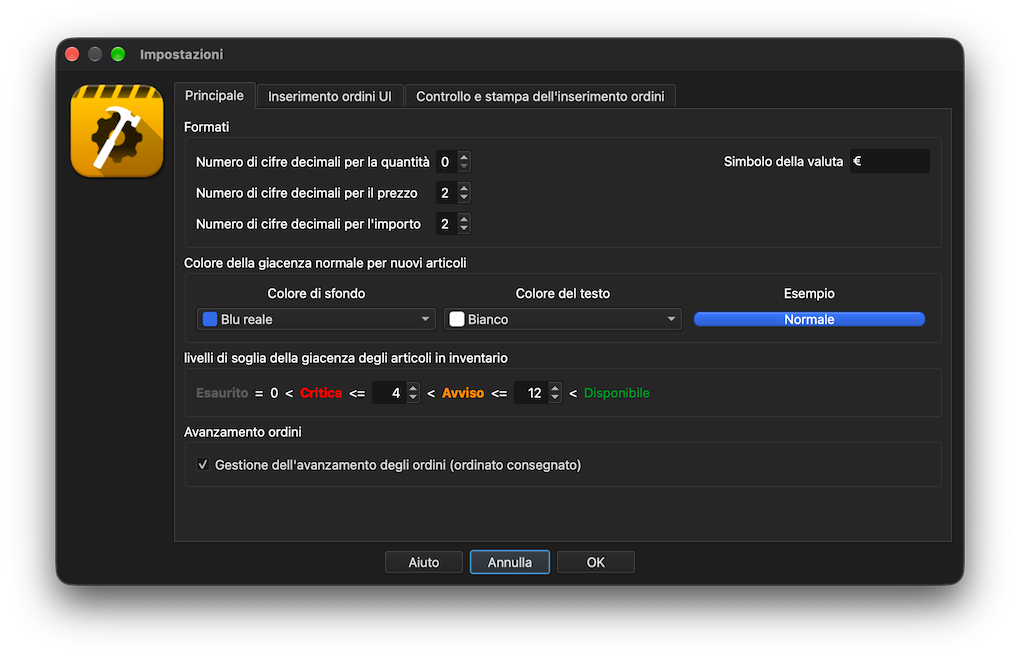 Impostazioni
Principale Inserimento ordini UI Controllo e stampa dell'inserimento ordini
Formati
Numero di cifre decimali per la quantità 0 Simbolo della valuta €
Numero di cifre decimali per il prezzo 2
Numero di cifre decimali per l'importo 2
Colore della giacenza normale per nuovi articoli
Colore di sfondo Colore del testo Esempio
Blu reale Bianco Normale
livelli di soglia della giacenza degli articoli in inventario
Esaurito = 0 < Critica <= 4 < Avviso <= 12 < Disponibile
Avanzamento ordini
Gestione dell'avanzamento degli ordini (ordinato consegnato)
Aiuto Annulla OK